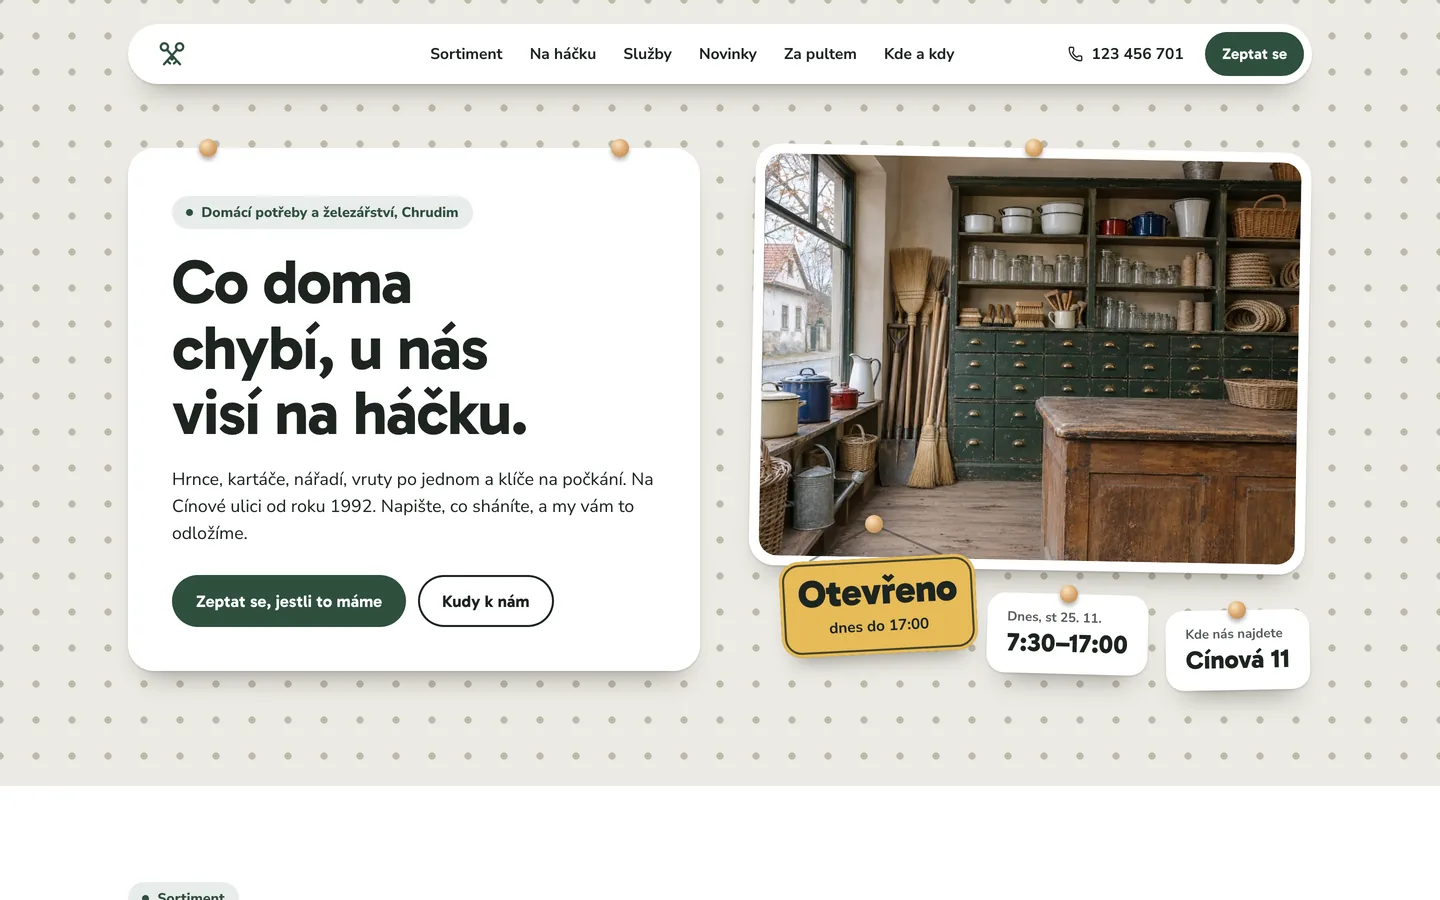 Sortiment
Na háčku
Služby
Novinky
Za pultem
Kde a kdy
123 456 701
Zeptat se
Domácí potřeby a železářství, Chrudim
Co doma
chybí, u nás
visí na háčku.
Hrnce, kartáče, nářadí, vruty po jednom a klíče na počkání. Na
Cínové ulici od roku 1992. Napište, co sháníte, a my vám to
odložíme.
Zeptat se, jestli to máme
Kudy k nám
Otevřeno
dnes do 17:00
Dnes, st 25. 11.
7:30–17:00
Kde nás najdete
Cínová 11
Sortiment